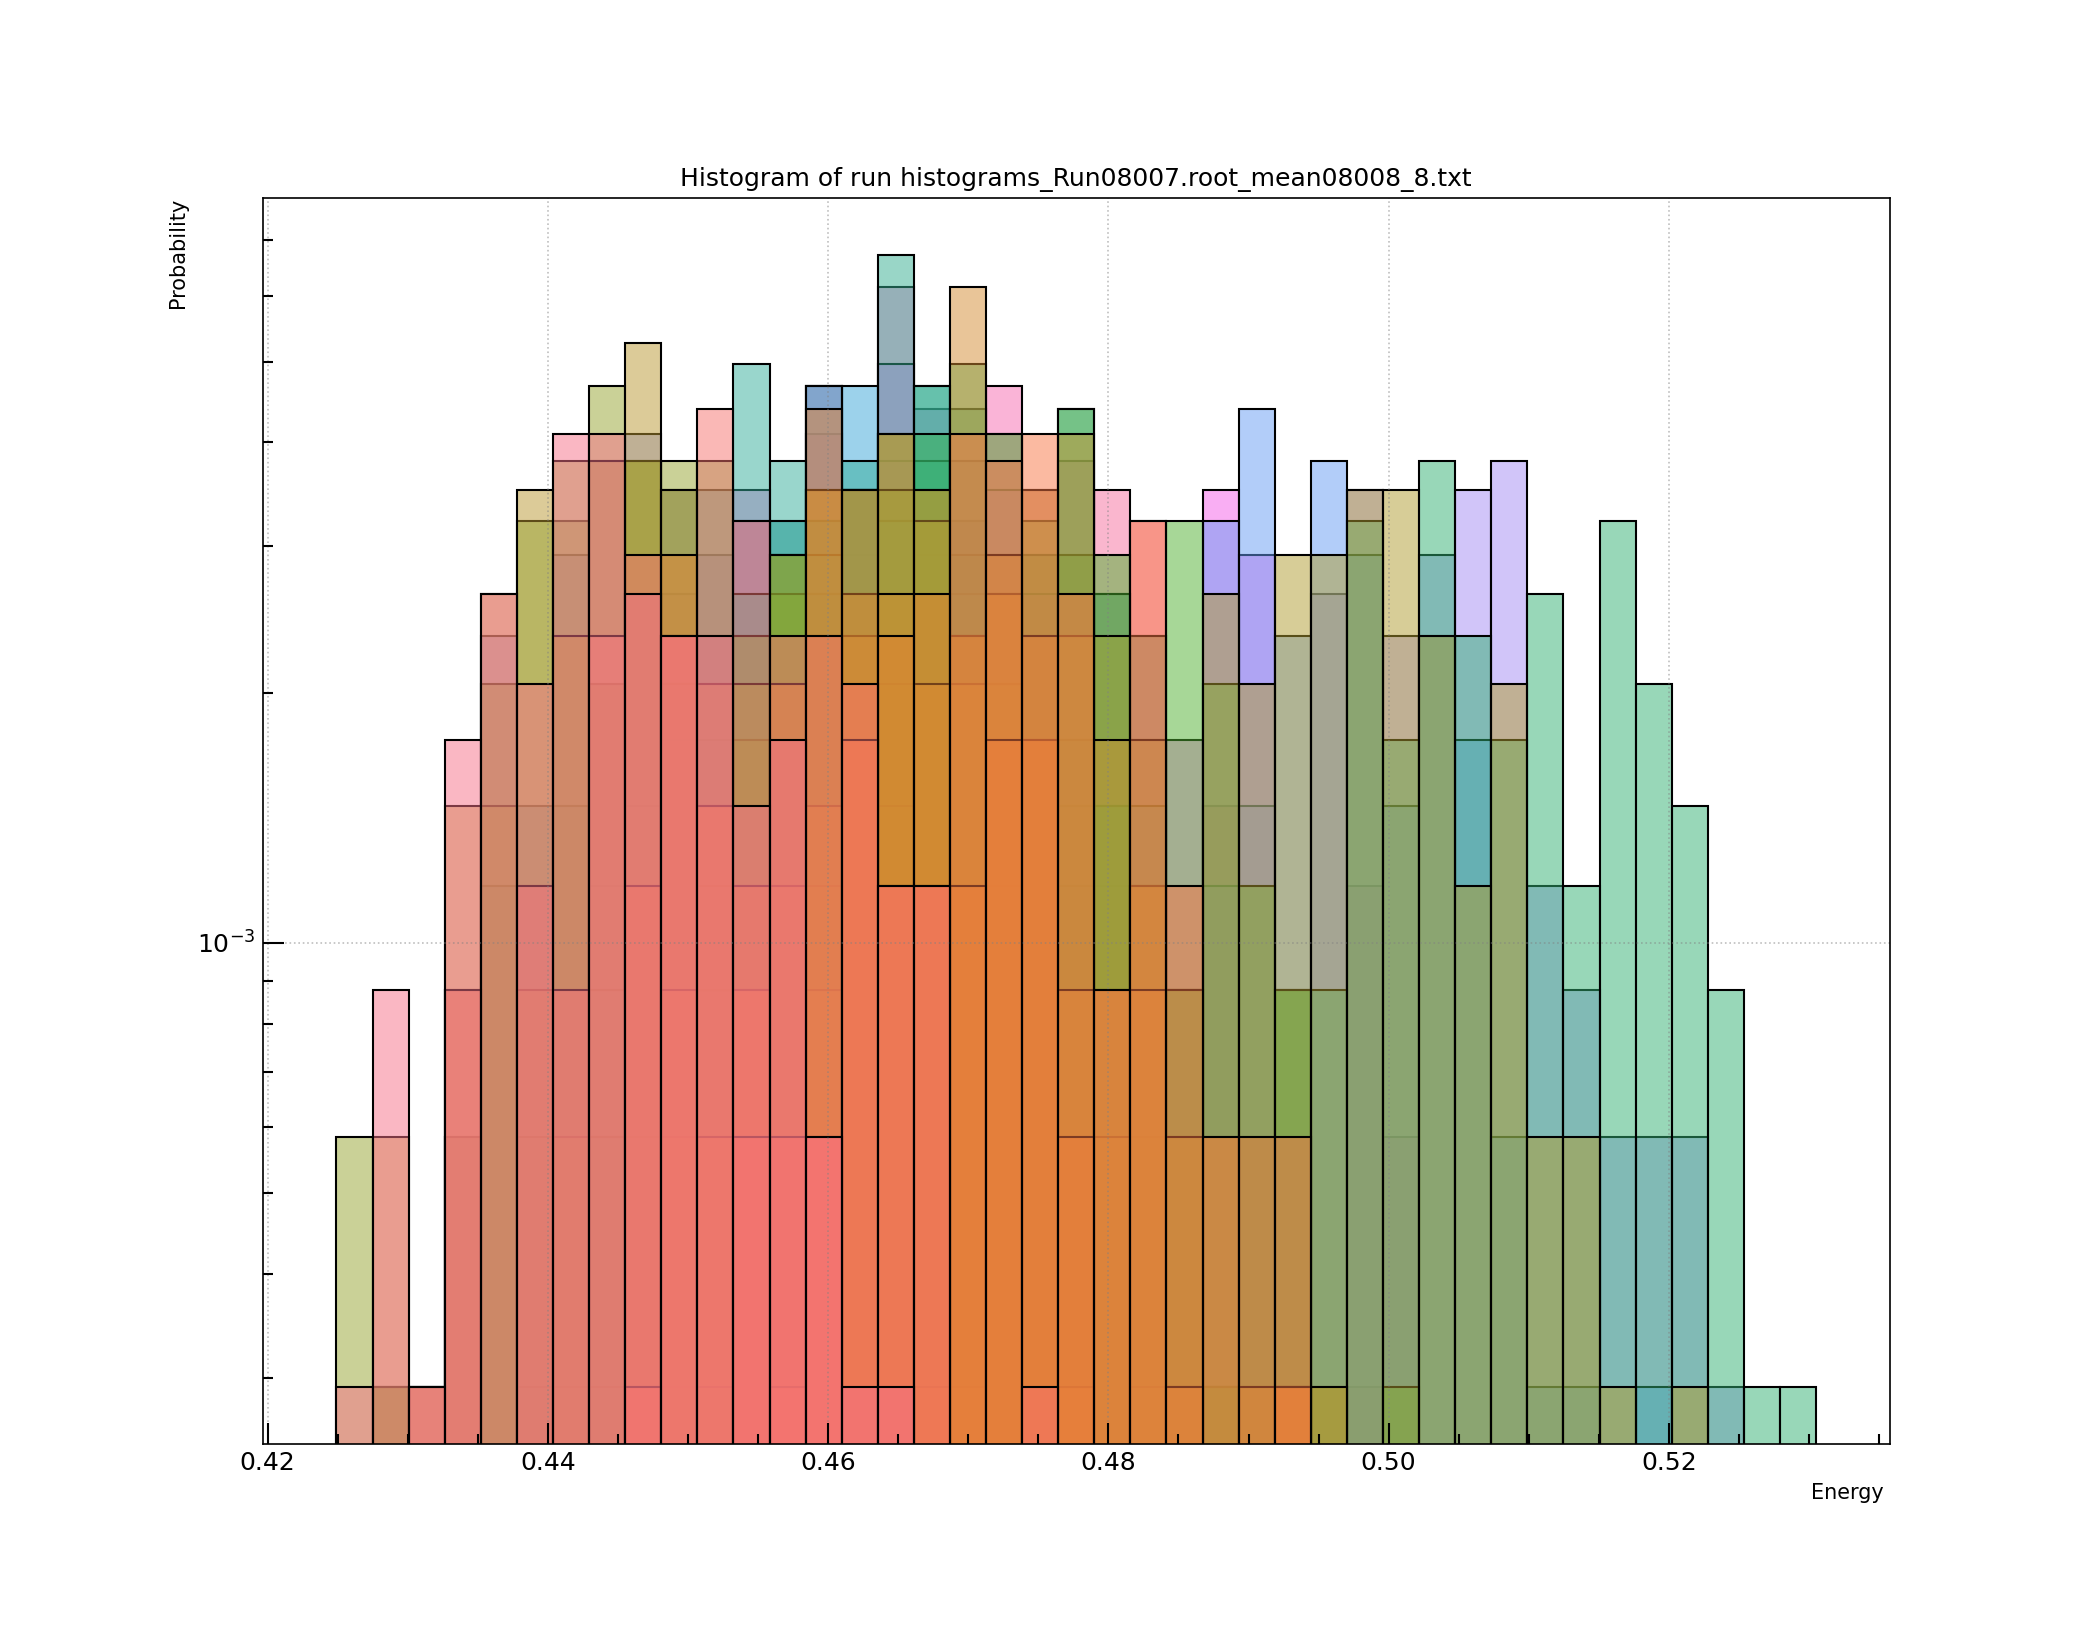 Histogram of run histograms_Run08007.root_mean08008_8.txt
Probability
10⁻³
0.42 0.44 0.46 0.48 0.50 0.52
Energy